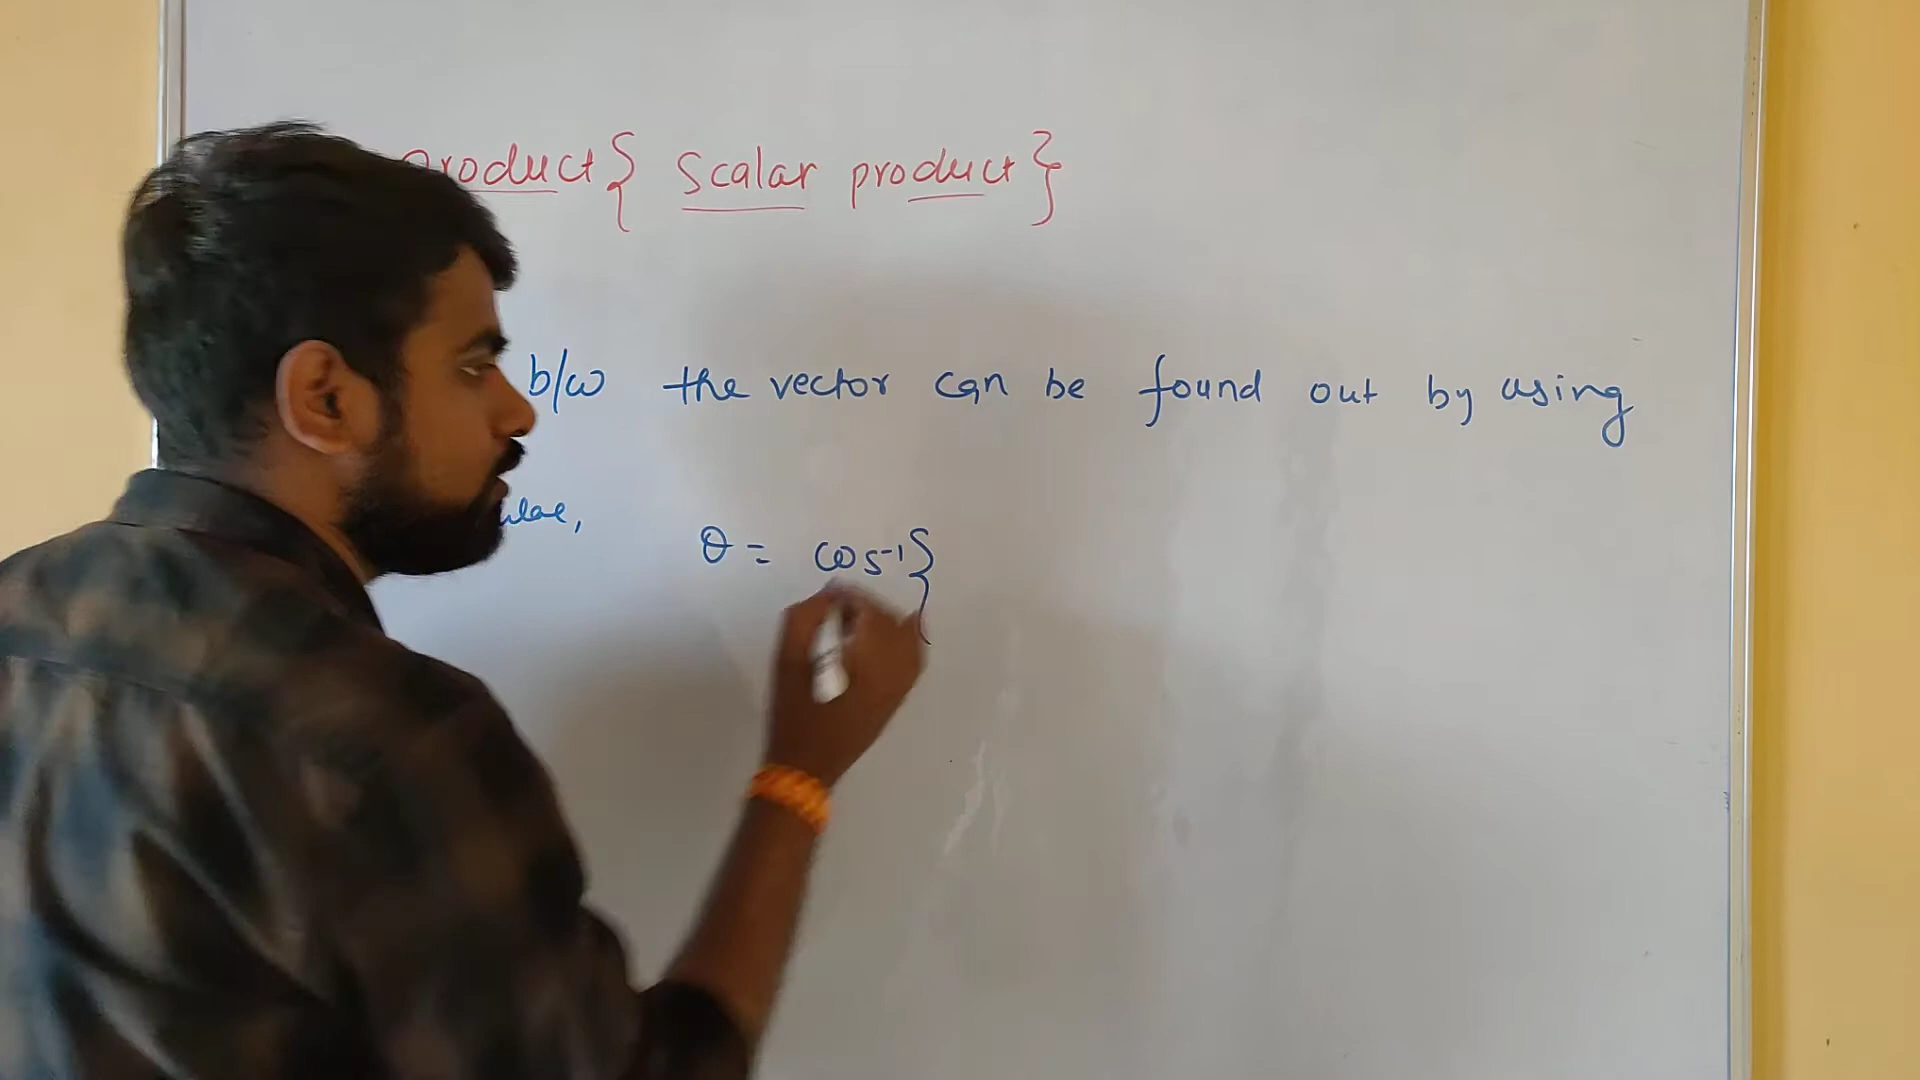 product { Scalar product }
b/w the vector can be found out by using
θ = cos-1 {